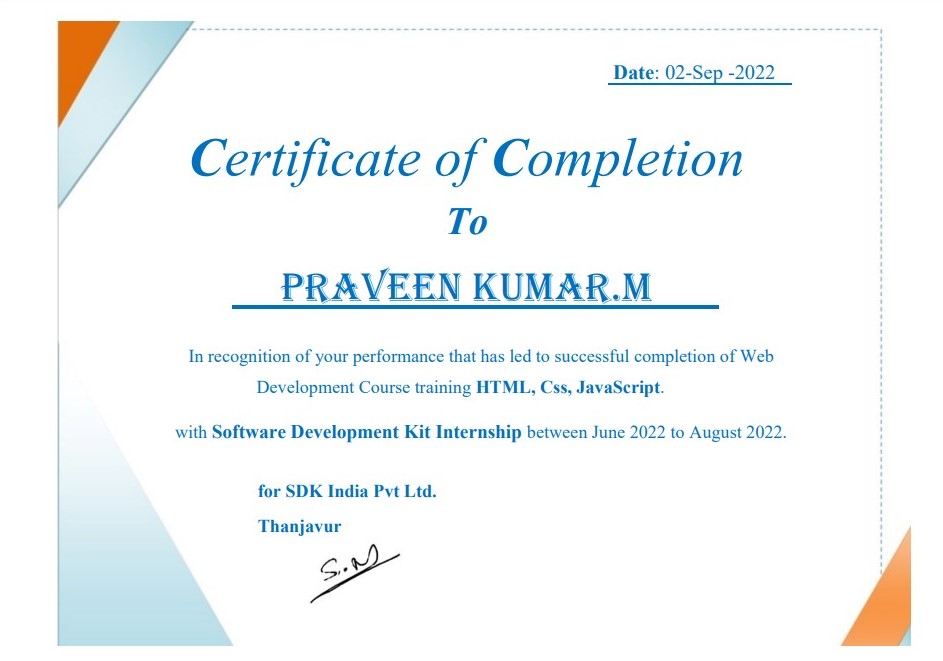 Date: 02-Sep -2022
Certificate of Completion
To
PRAVEEN KUMAR.M
In recognition of your performance that has led to successful completion of Web
Development Course training HTML, Css, JavaScript.
with Software Development Kit Internship between June 2022 to August 2022.
for SDK India Pvt Ltd.
Thanjavur